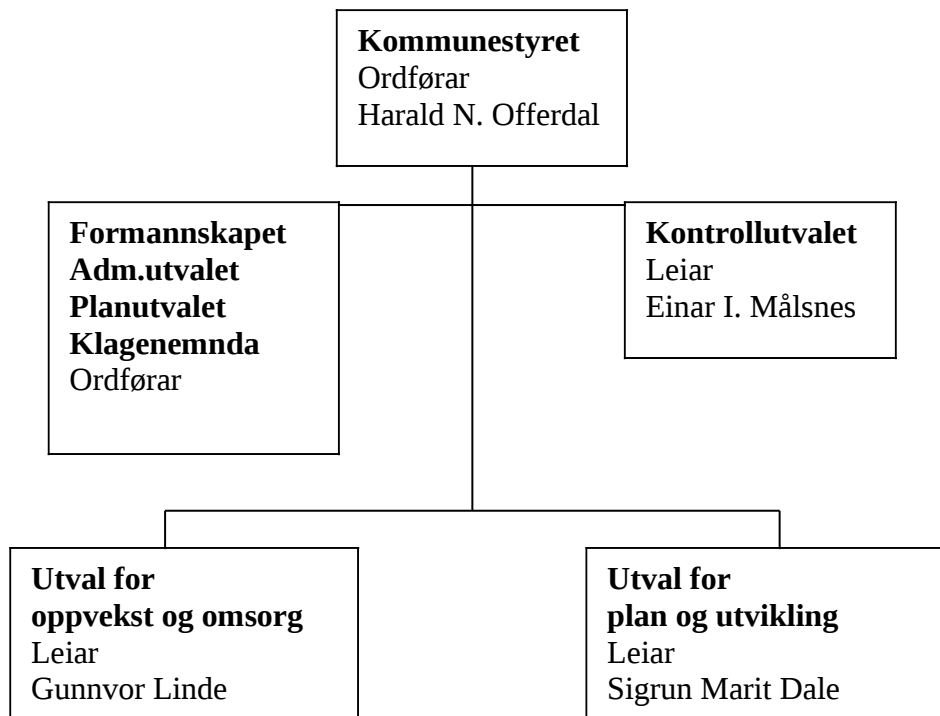 Kommunestyret
Ordførar
Harald N. Offerdal
Formannskapet
Adm.utvalet
Planutvalet
Klagenemnda
Ordførar
Kontrollutvalet
Leiar
Einar I. Målsnes
Utval for
oppvekst og omsorg
Leiar
Gunnvor Linde
Utval for
plan og utvikling
Leiar
Sigrun Marit Dale